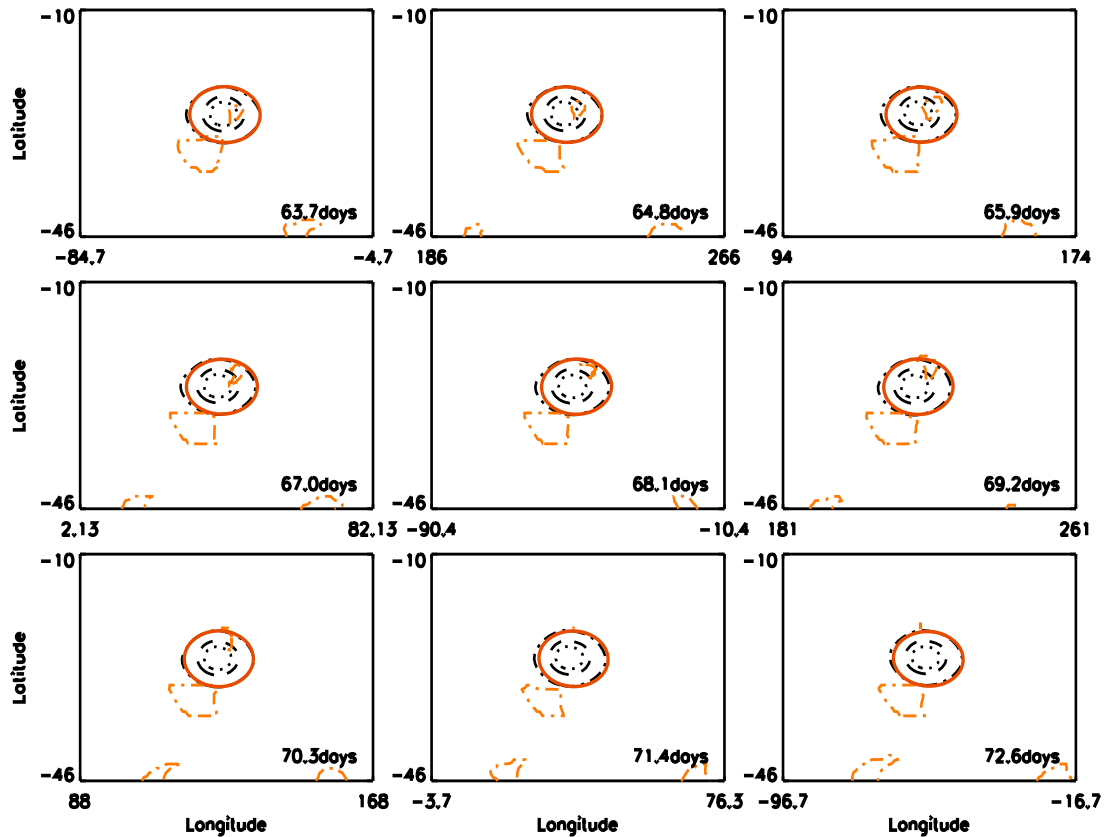 -10 -10 -10
Latitude
63.7days 64.8days 65.9days
-46 -46 -46
-84.7 -4.7 186 266 94 174
-10 -10 -10
Latitude
67.0days 68.1days 69.2days
-46 -46 -46
2.13 82.13 -90.4 -10.4 181 261
-10 -10 -10
Latitude
70.3days 71.4days 72.6days
-46 -46 -46
88 168 -3.7 76.3 -96.7 -16.7
Longitude Longitude Longitude